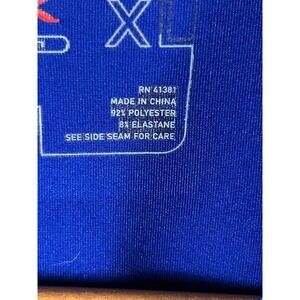 XL
RN 41381
MADE IN CHINA
92% POLYESTER
8% ELASTANE
SEE SIDE SEAM FOR CARE